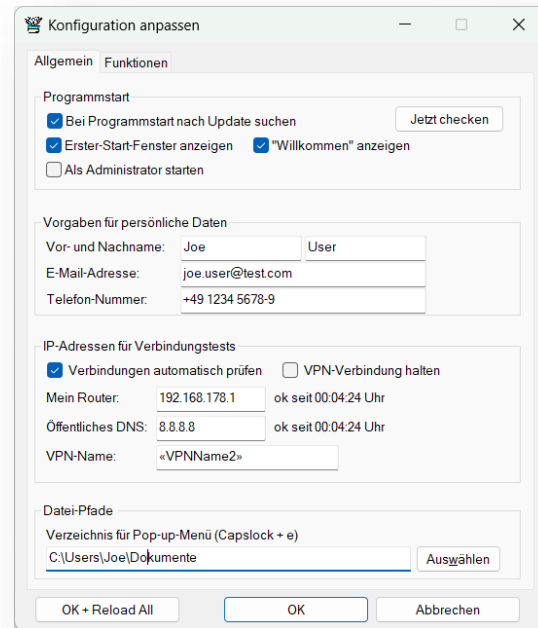 Konfiguration anpassen
Allgemein Funktionen
Programmstart
Bei Programmstart nach Update suchen Jetzt checken
Erster-Start-Fenster anzeigen "Willkommen" anzeigen
Als Administrator starten
Vorgaben für persönliche Daten
Vor- und Nachname: Joe User
E-Mail-Adresse: joe.user@test.com
Telefon-Nummer: +49 1234 5678-9
IP-Adressen für Verbindungstests
Verbindungen automatisch prüfen VPN-Verbindung halten
Mein Router: 192.168.178.1 ok seit 00:04:24 Uhr
Öffentliches DNS: 8.8.8.8 ok seit 00:04:24 Uhr
VPN-Name: «VPNName2»
Datei-Pfade
Verzeichnis für Pop-up-Menü (Capslock + e)
C:\Users\Joe\Dokumente Auswählen
OK + Reload All OK Abbrechen